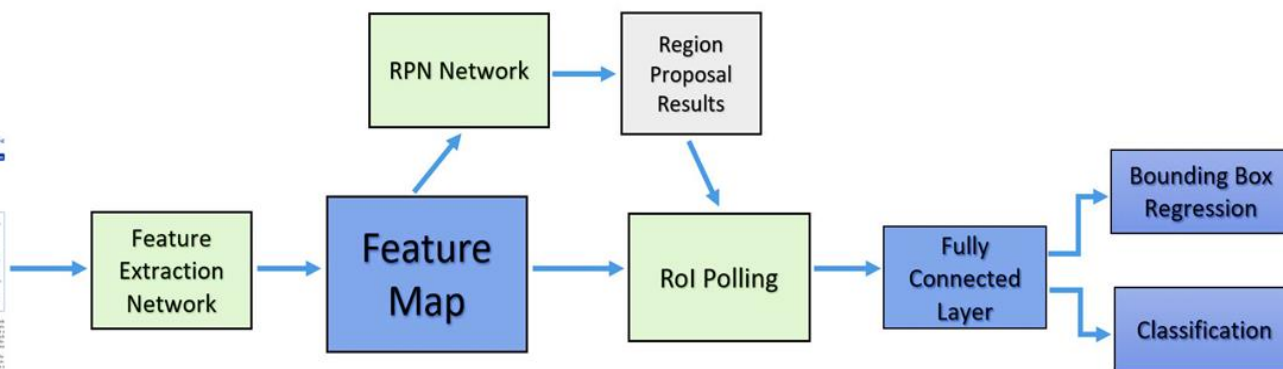 RPN Network
Region
Proposal
Results
Feature
Extraction
Network
Feature
Map
RoI Polling
Fully
Connected
Layer
Bounding Box
Regression
Classification